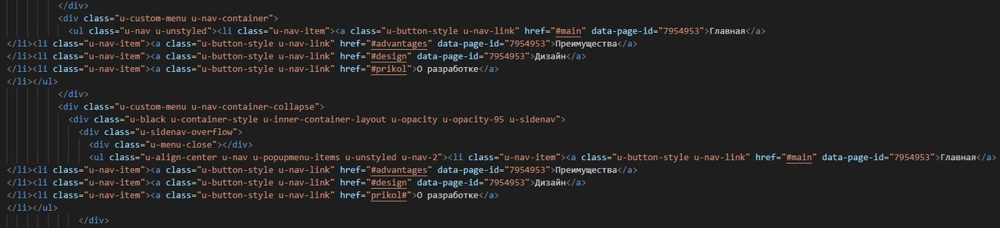 </div>
<div class="u-custom-menu u-nav-container">
<ul class="u-nav u-unstyled"><li class="u-nav-item"><a class="u-button-style u-nav-link" href="#main" data-page-id="7954953">Главная</a>
</li><li class="u-nav-item"><a class="u-button-style u-nav-link" href="#advantages" data-page-id="7954953">Преимущества</a>
</li><li class="u-nav-item"><a class="u-button-style u-nav-link" href="#design" data-page-id="7954953">Дизайн</a>
</li><li class="u-nav-item"><a class="u-button-style u-nav-link" href="#prikol">О разработке</a>
</li></ul>
</div>
<div class="u-custom-menu u-nav-container-collapse">
<div class="u-black u-container-style u-inner-container-layout u-opacity u-opacity-95 u-sidenav">
<div class="u-sidenav-overflow">
<div class="u-menu-close"></div>
<ul class="u-align-center u-nav u-popupmenu-items u-unstyled u-nav-2"><li class="u-nav-item"><a class="u-button-style u-nav-link" href="#main" data-page-id="7954953">Главная</a>
</li><li class="u-nav-item"><a class="u-button-style u-nav-link" href="#advantages" data-page-id="7954953">Преимущества</a>
</li><li class="u-nav-item"><a class="u-button-style u-nav-link" href="#design" data-page-id="7954953">Дизайн</a>
</li><li class="u-nav-item"><a class="u-button-style u-nav-link" href="prikol#">О разработке</a>
</li></ul>
</div>